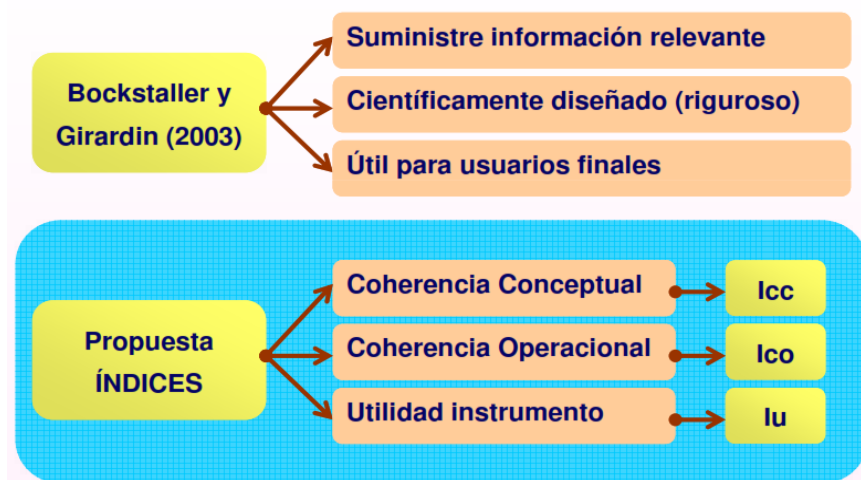 Bockstaller y
Girardin (2003)
Suministre información relevante
Científicamente diseñado (riguroso)
Útil para usuarios finales
Propuesta
ÍNDICES
Coherencia Conceptual
Icc
Coherencia Operacional
Ico
Utilidad instrumento
Iu